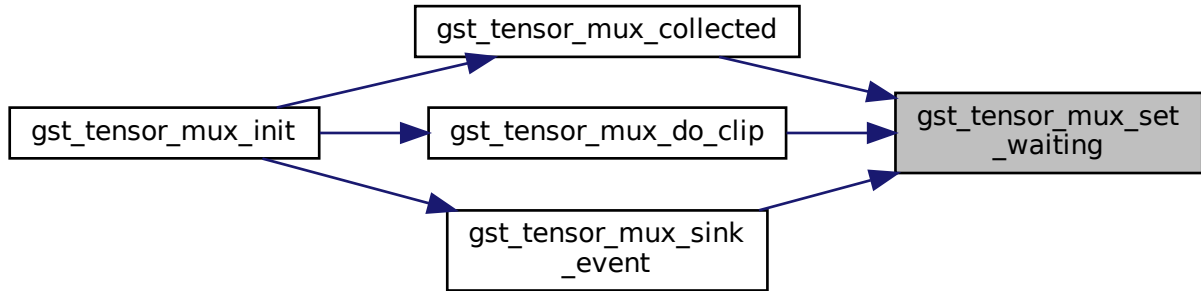 gst_tensor_mux_collected
gst_tensor_mux_init
gst_tensor_mux_do_clip
gst_tensor_mux_set
_waiting
gst_tensor_mux_sink
_event